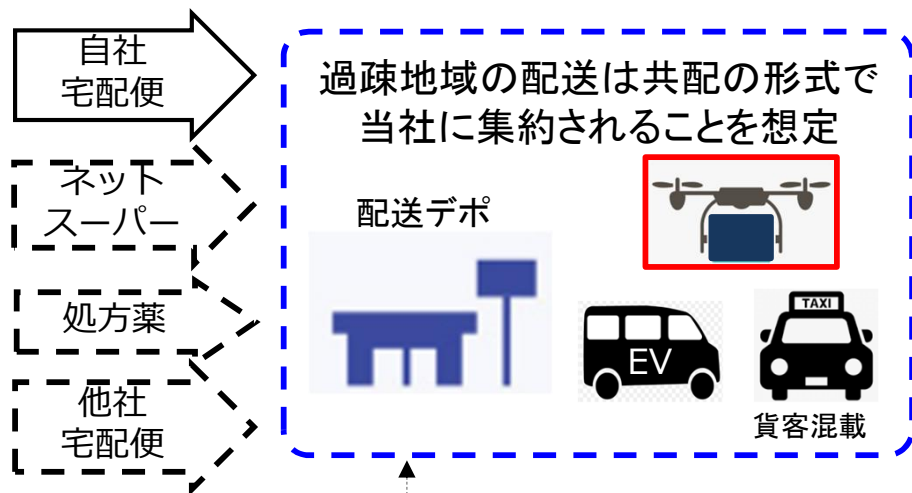 自社
宅配便
ネット
スーパー
処方薬
他社
宅配便
過疎地域の配送は共配の形式で
当社に集約されることを想定
配送デポ
EV
TAXI
貨客混載